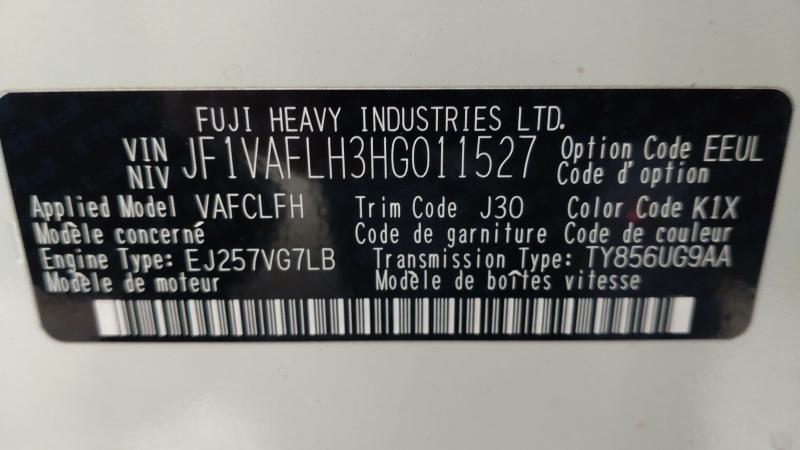 FUJI HEAVY INDUSTRIES LTD.
VIN
NIV
JF1VAFLH3HG011527
Option Code EEUL
Code d'option
Applied Model VAFCLFH
Modèle concerné
Trim Code J30
Code de garniture
Color Code K1X
Code de couleur
Engine Type: EJ257VG7LB
Modèle de moteur
Transmission Type: TY856UG9AA
Modèle de boîtes vitesse